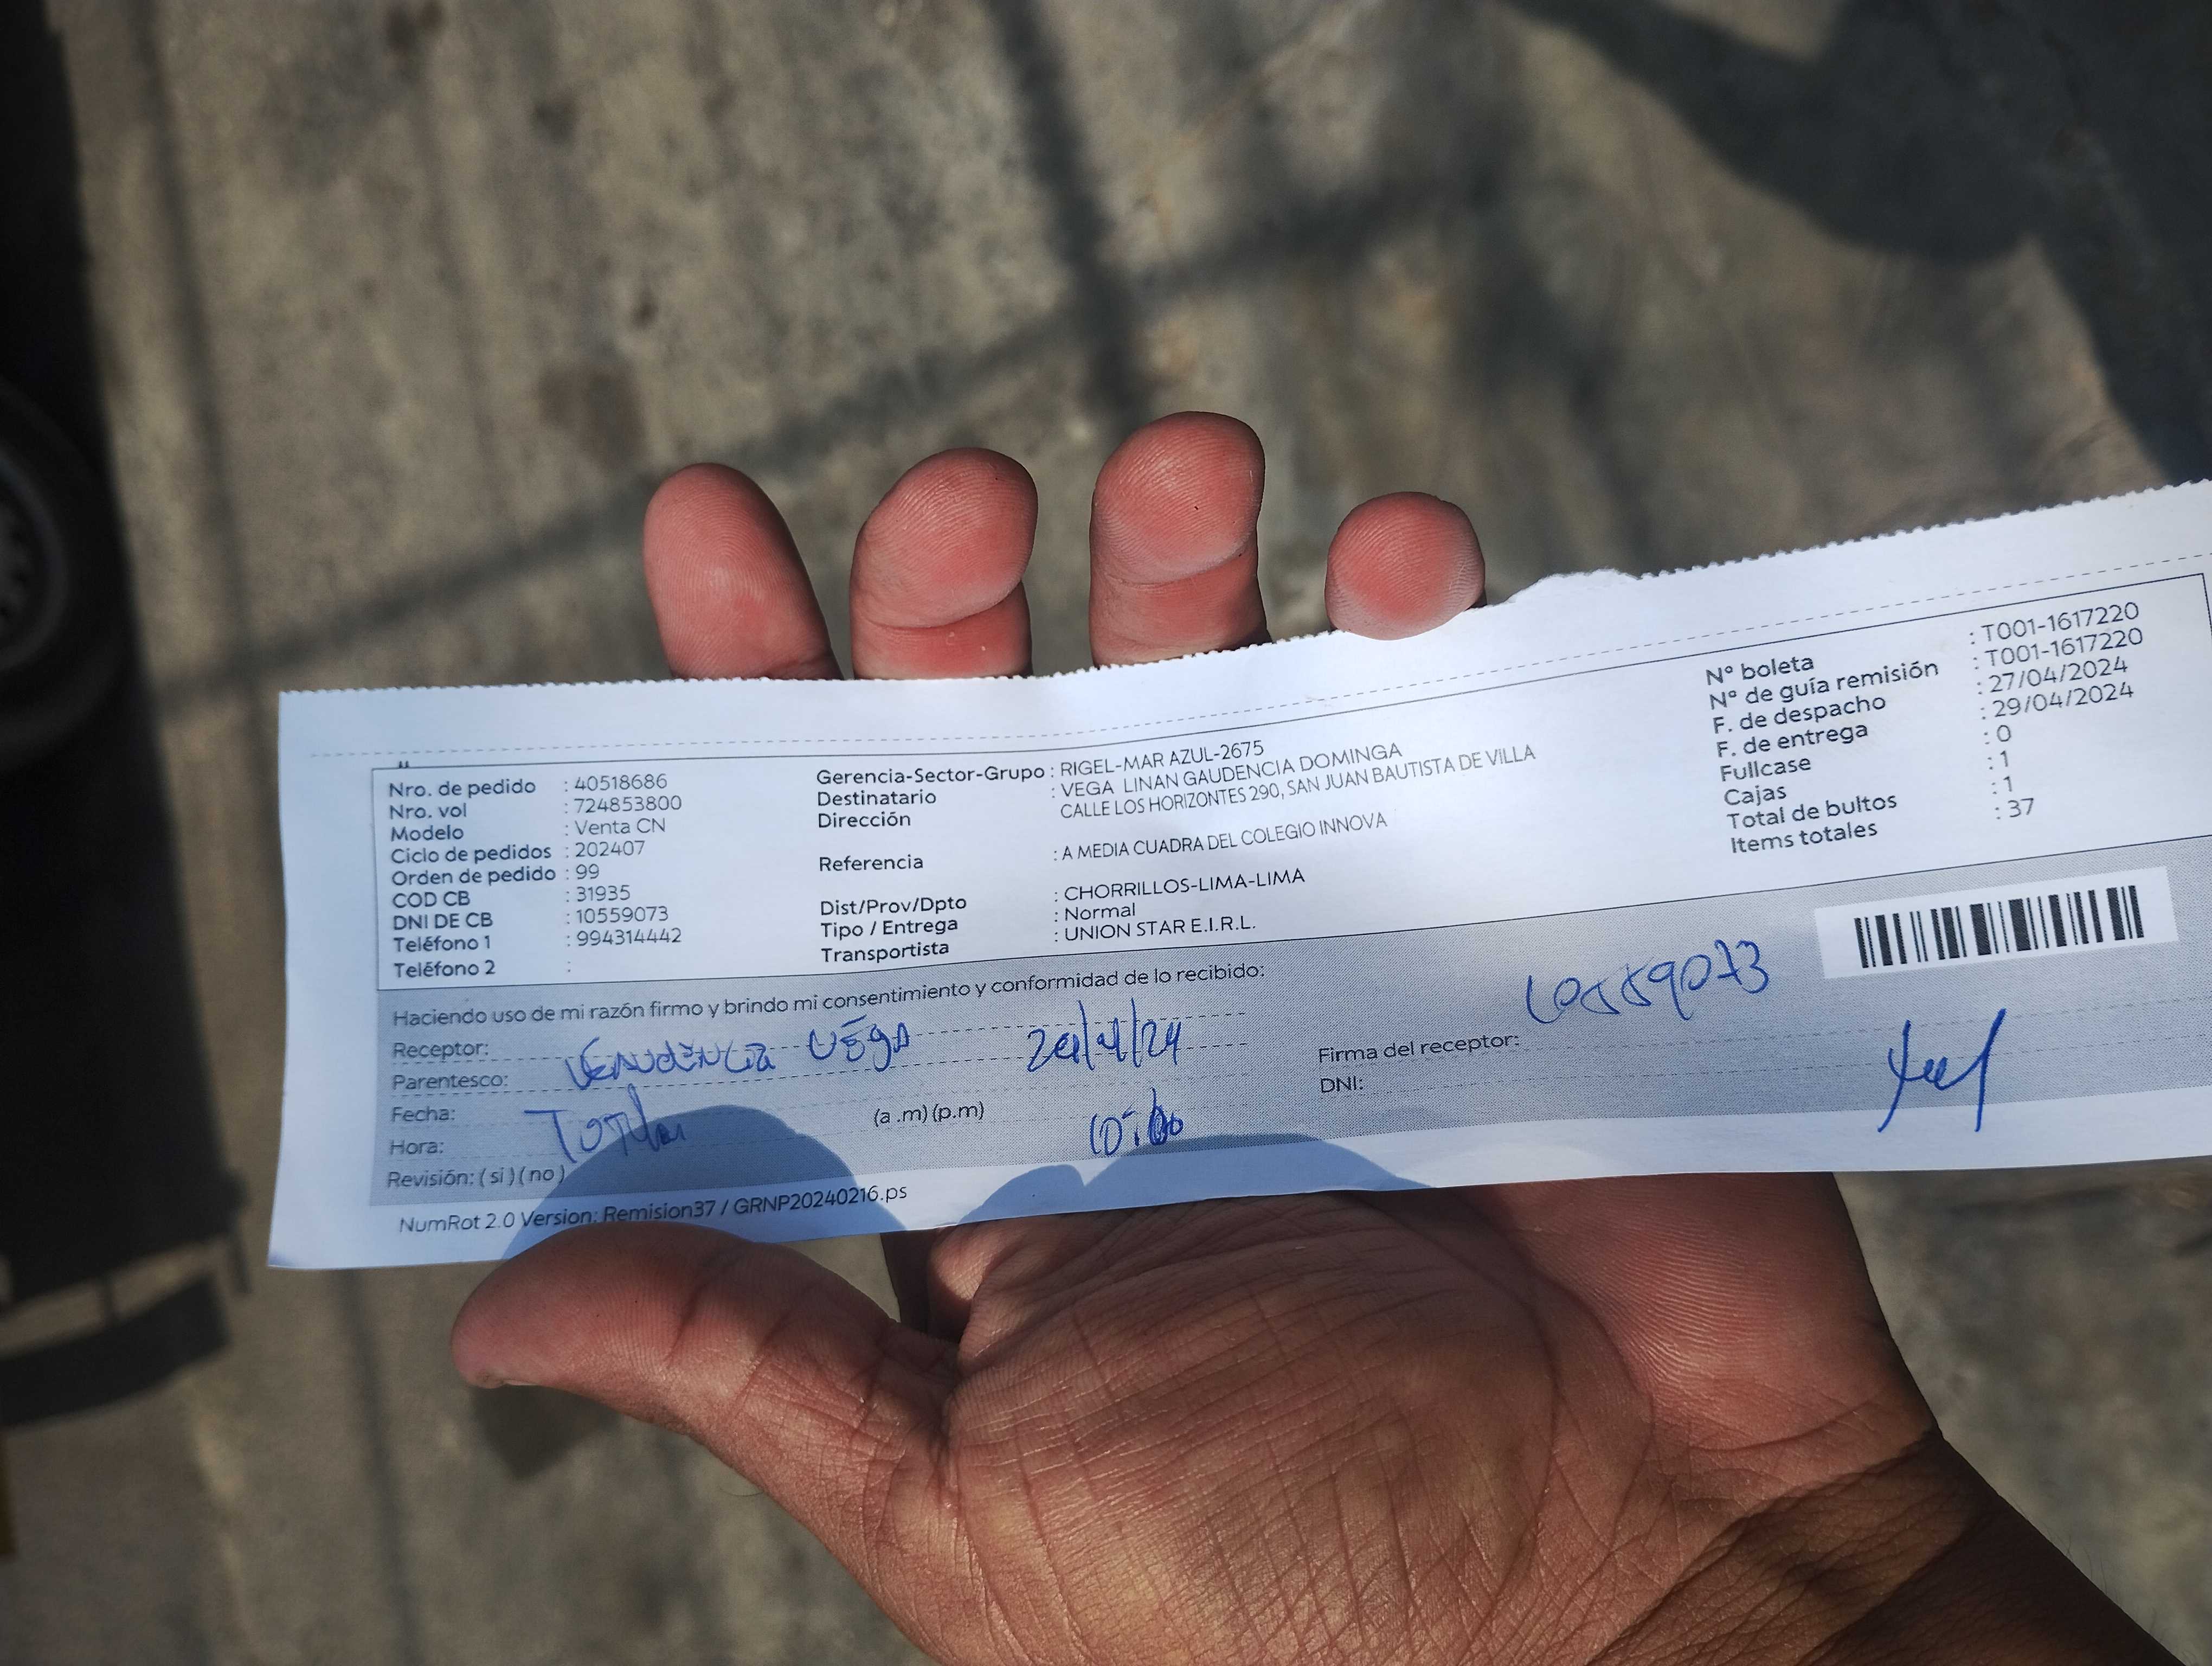 Nro. de pedido : 40518686
Nro. vol : 724853800
Modelo : Venta CN
Ciclo de pedidos : 202407
Orden de pedido : 99
COD CB : 31935
DNI DE CB : 10559073
Teléfono 1 : 994314442
Teléfono 2 :
Gerencia-Sector-Grupo : RIGEL-MAR AZUL-2675
Destinatario : VEGA LINAN GAUDENCIA DOMINGA
Dirección CALLE LOS HORIZONTES 290, SAN JUAN BAUTISTA DE VILLA
Referencia : A MEDIA CUADRA DEL COLEGIO INNOVA
Dist/Prov/Dpto : CHORRILLOS-LIMA-LIMA
Tipo / Entrega : Normal
Transportista : UNION STAR E.I.R.L.
N° boleta : T001-1617220
N° de guía remisión : T001-1617220
F. de despacho : 27/04/2024
F. de entrega : 29/04/2024
Fullcase : 0
Cajas : 1
Total de bultos : 1
Items totales : 37
Haciendo uso de mi razón firmo y brindo mi consentimiento y conformidad de lo recibido:
Receptor: VEGA
Parentesco:
Fecha: (a.m) (p.m)
Hora:
Revisión: ( si ) ( no )
Firma del receptor: 10559073
DNI:
NumRot 2.0 Version: Remision37 / GRNP20240216.ps